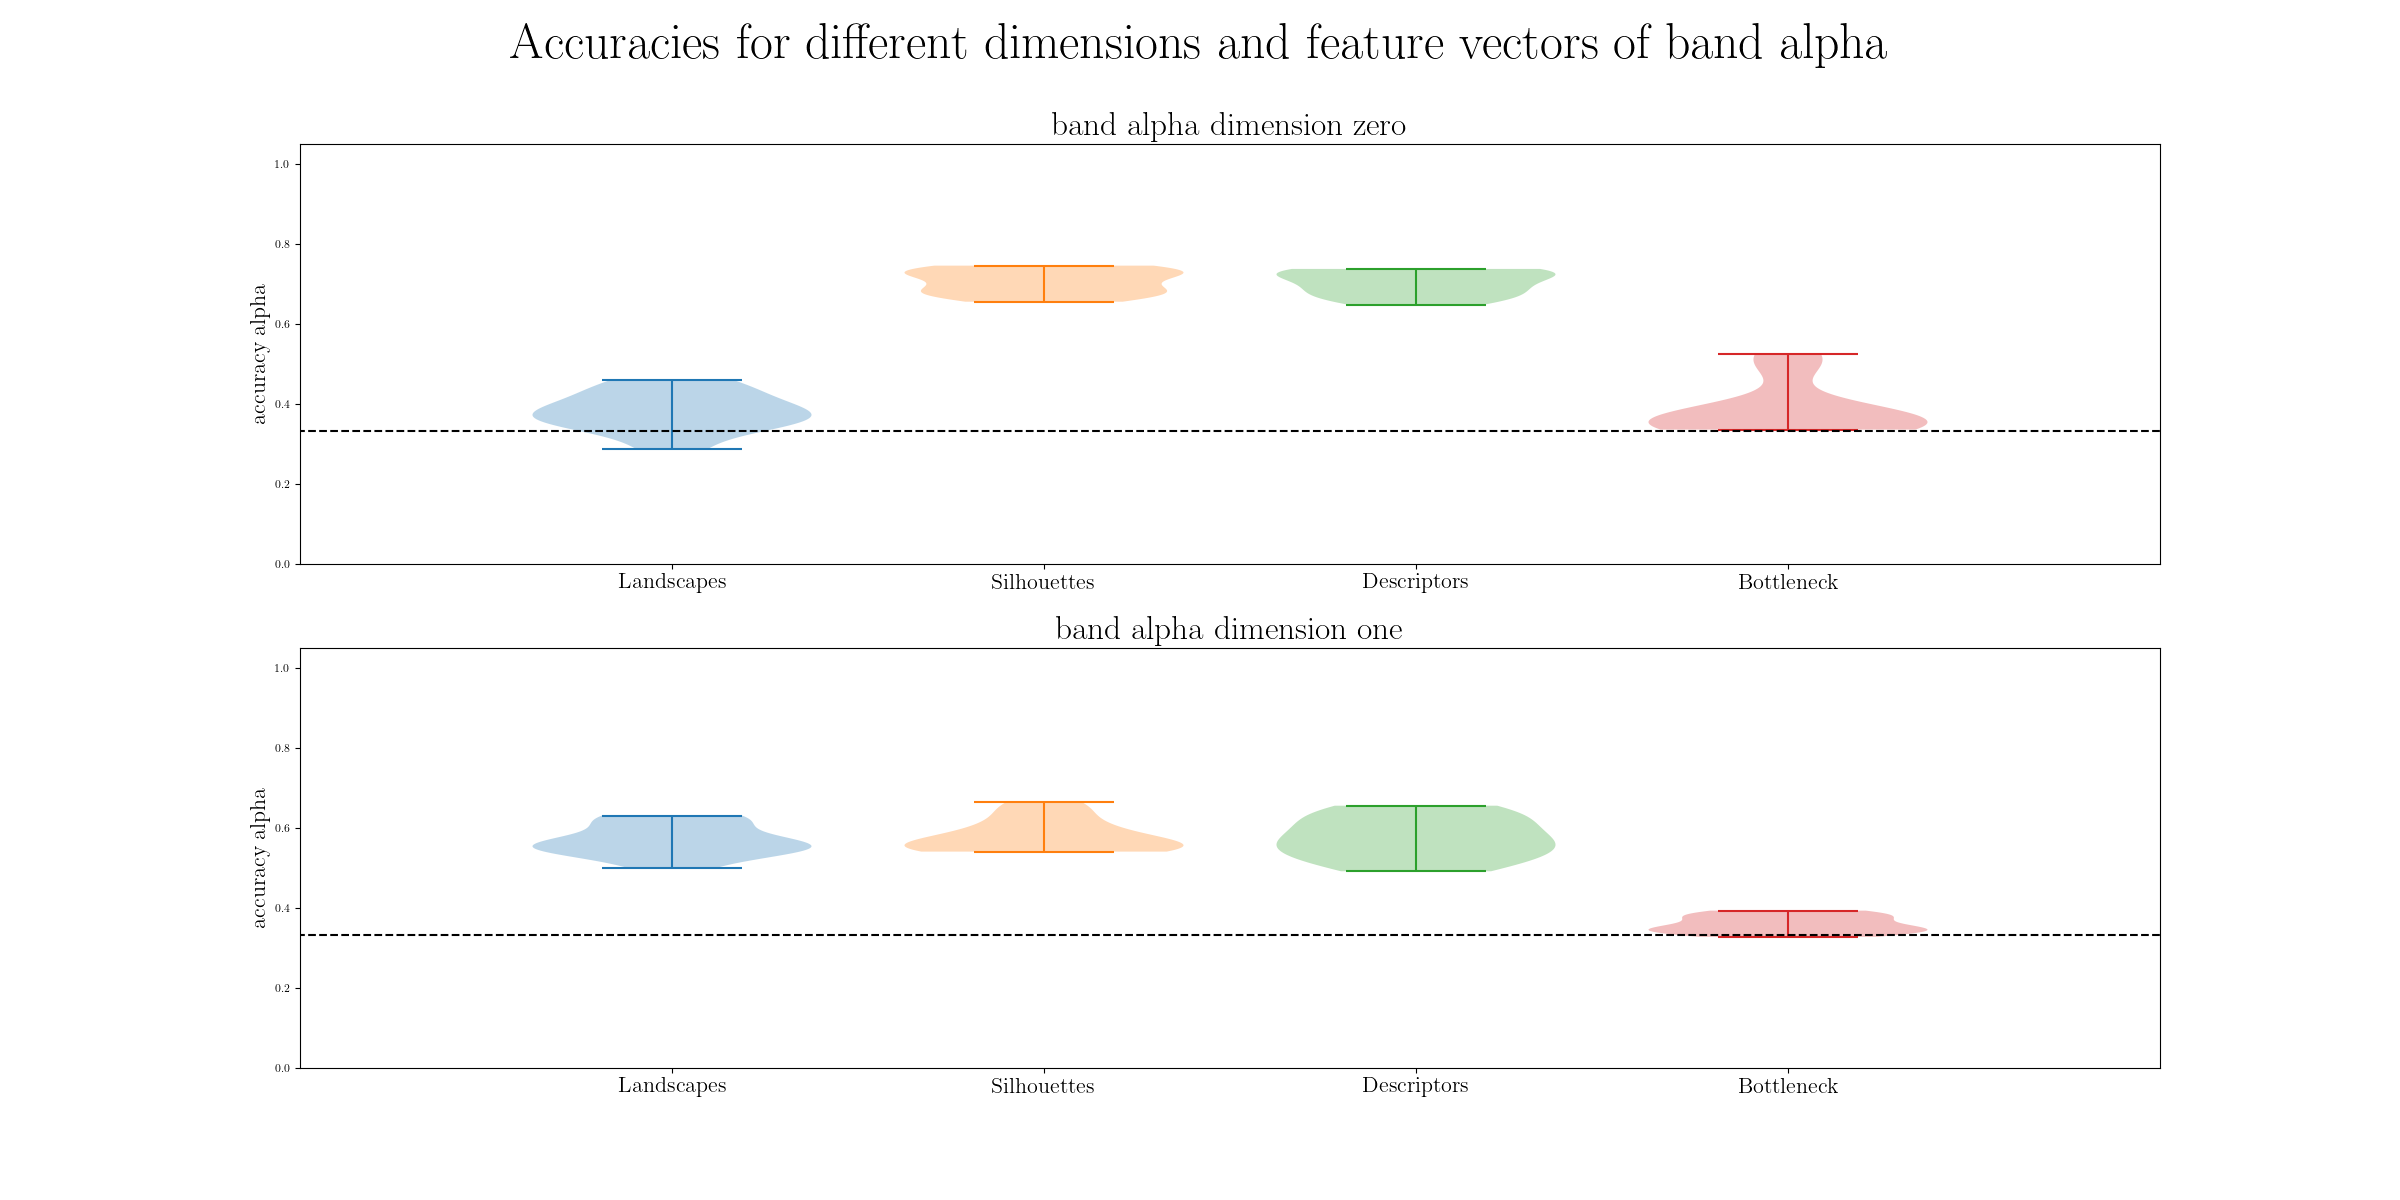 Accuracies for different dimensions and feature vectors of band alpha
band alpha dimension zero
1.0
0.8
0.6
0.4
0.2
0.0
accuracy alpha
Landscapes Silhouettes Descriptors Bottleneck
band alpha dimension one
1.0
0.8
0.6
0.4
0.2
0.0
accuracy alpha
Landscapes Silhouettes Descriptors Bottleneck